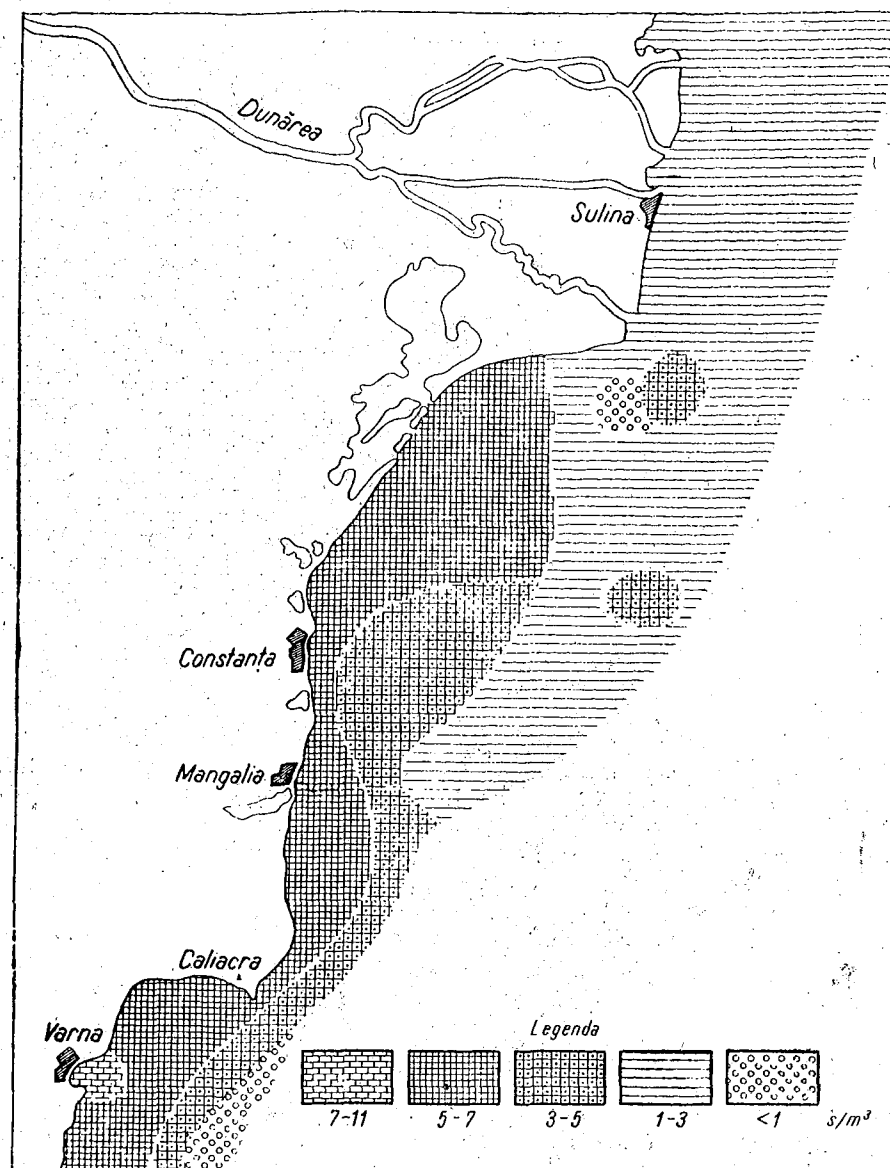 Dunărea
Sulina
Constanța
Mangalia
Caliacra
Varna
Legenda
7-11 5-7 3-5 1-3 <1 s/m³